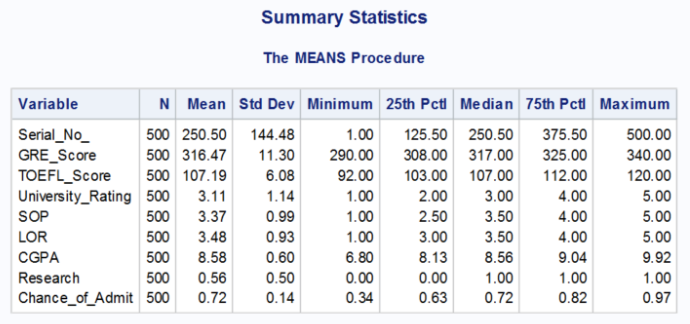 Summary Statistics
The MEANS Procedure
Variable N Mean Std Dev Minimum 25th Pctl Median 75th Pctl Maximum
Serial_No_ 500 250.50 144.48 1.00 125.50 250.50 375.50 500.00
GRE_Score 500 316.47 11.30 290.00 308.00 317.00 325.00 340.00
TOEFL_Score 500 107.19 6.08 92.00 103.00 107.00 112.00 120.00
University_Rating 500 3.11 1.14 1.00 2.00 3.00 4.00 5.00
SOP 500 3.37 0.99 1.00 2.50 3.50 4.00 5.00
LOR 500 3.48 0.93 1.00 3.00 3.50 4.00 5.00
CGPA 500 8.58 0.60 6.80 8.13 8.56 9.04 9.92
Research 500 0.56 0.50 0.00 0.00 1.00 1.00 1.00
Chance_of_Admit 500 0.72 0.14 0.34 0.63 0.72 0.82 0.97